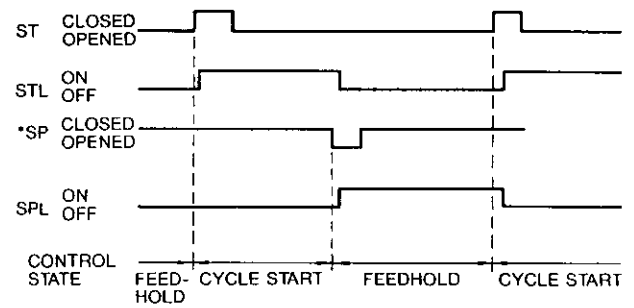 ST CLOSED
OPENED
STL ON
OFF
*SP CLOSED
OPENED
SPL ON
OFF
CONTROL
STATE FEED-
HOLD CYCLE START FEEDHOLD CYCLE START